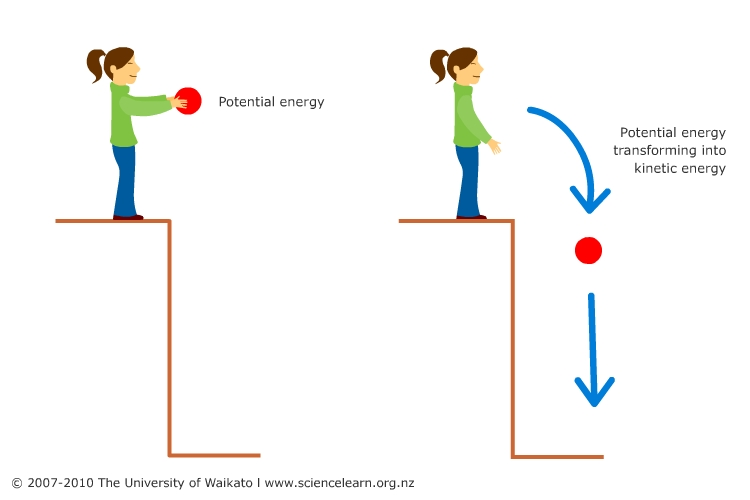 Potential energy
Potential energy
transforming into
kinetic energy
© 2007-2010 The University of Waikato l www.sciencelearn.org.nz